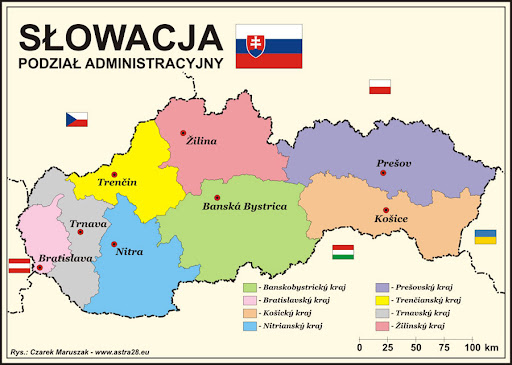 SŁOWACJA
PODZIAŁ ADMINISTRACYJNY
Žilina
Trenčín
Prešov
Banská Bystrica
Trnava
Košice
Nitra
Bratislava
- Banskobystrický kraj
- Prešovský kraj
- Bratislavský kraj
- Trenčianský kraj
- Košický kraj
- Trnavský kraj
- Nitrianský kraj
- Žilinský kraj
0 25 50 75 100 km
Rys.: Czarek Maruszak - www.astra28.eu